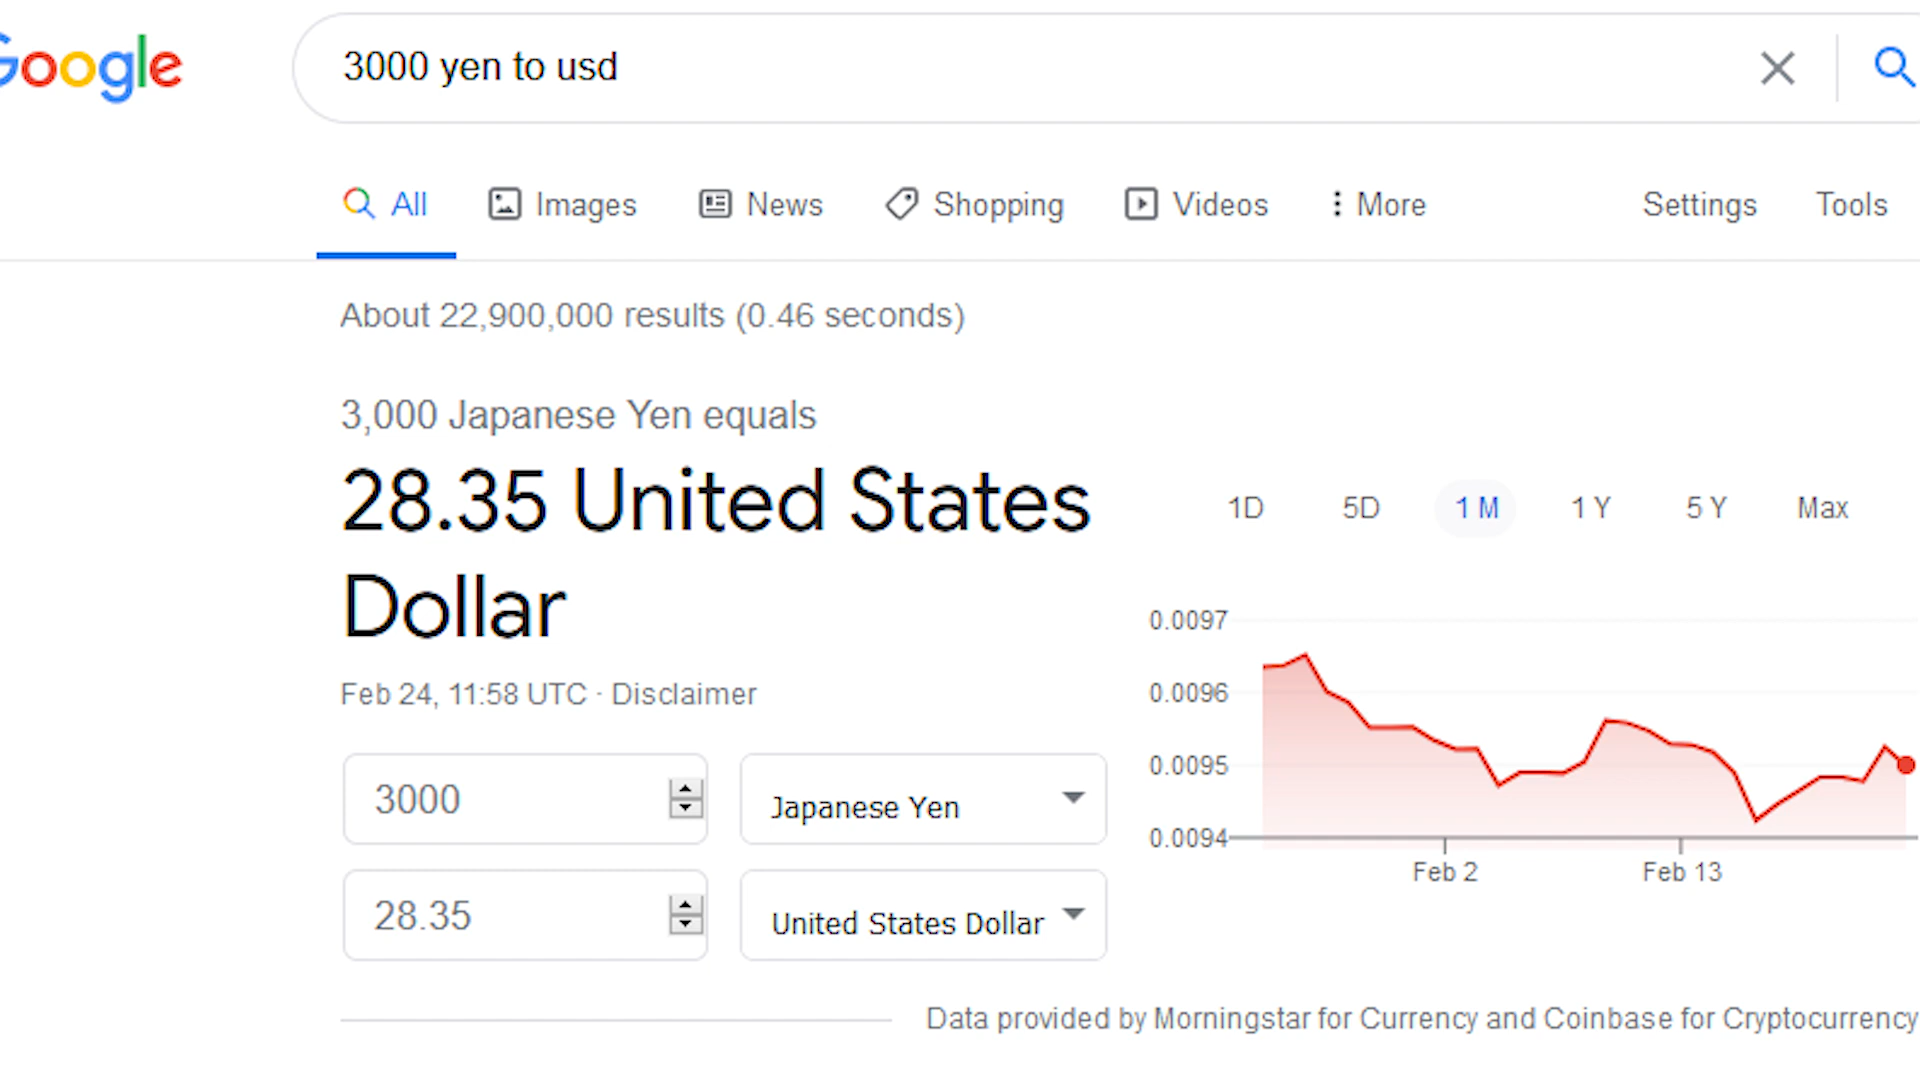 Google
3000 yen to usd
All Images News Shopping Videos More Settings Tools
About 22,900,000 results (0.46 seconds)
3,000 Japanese Yen equals
28.35 United States
Dollar
Feb 24, 11:58 UTC · Disclaimer
3000 Japanese Yen
28.35 United States Dollar
1D 5D 1M 1Y 5Y Max
0.0097
0.0096
0.0095
0.0094
Feb 2 Feb 13
Data provided by Morningstar for Currency and Coinbase for Cryptocurrency